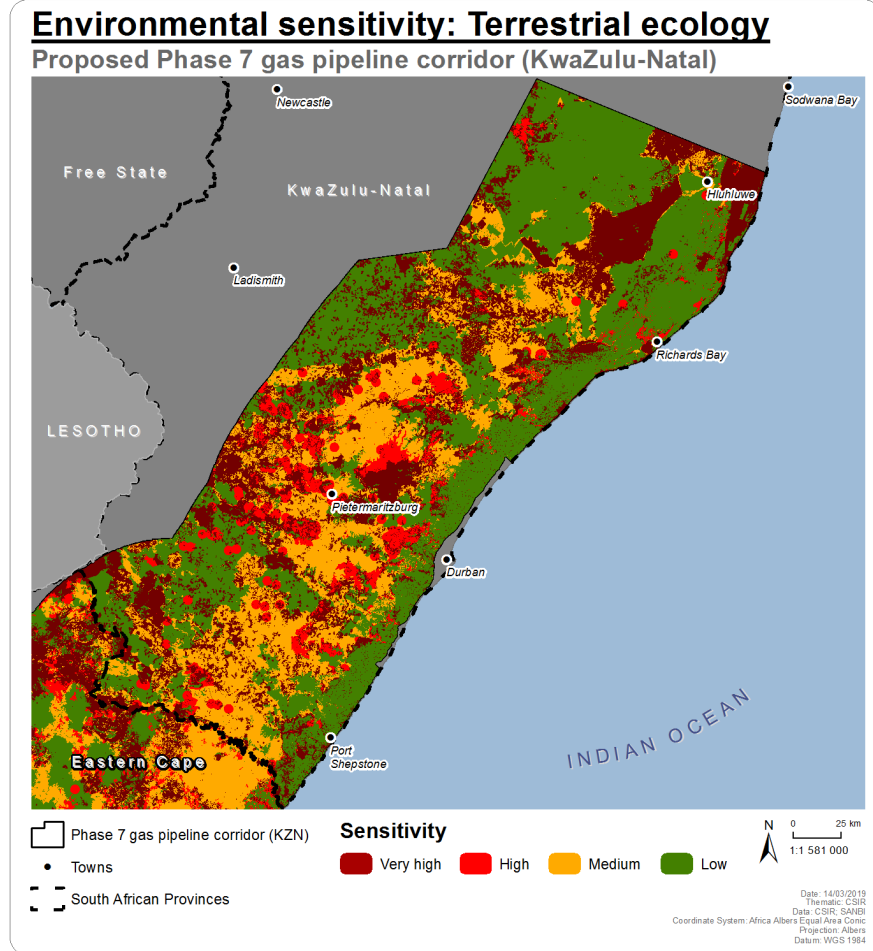 Environmental sensitivity: Terrestrial ecology
Proposed Phase 7 gas pipeline corridor (KwaZulu-Natal)
Newcastle
Sodwana Bay
Free State
KwaZulu-Natal
Hluhluwe
Ladismith
Richards Bay
LESOTHO
Pietermaritzburg
Durban
INDIAN OCEAN
Port
Shepstone
Eastern Cape
Phase 7 gas pipeline corridor (KZN)
Towns
South African Provinces
Sensitivity
Very high
High
Medium
Low
N
0 25 km
1:1 581 000
Date: 14/03/2019
Thematic: CSIR
Data: CSIR; SANBI
Coordinate System: Africa Albers Equal Area Conic
Projection: Albers
Datum: WGS 1984